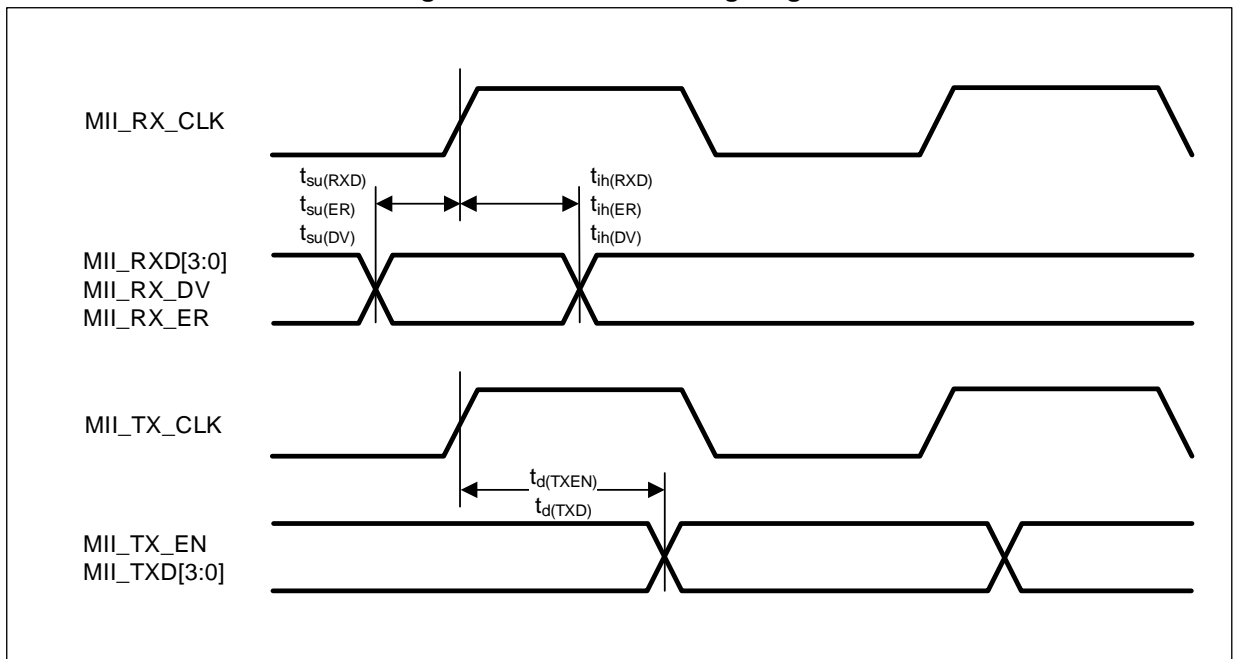 MII_RX_CLK
tsu(RXD)
tsu(ER)
tsu(DV)
tih(RXD)
tih(ER)
tih(DV)
MII_RXD[3:0]
MII_RX_DV
MII_RX_ER
MII_TX_CLK
td(TXEN)
td(TXD)
MII_TX_EN
MII_TXD[3:0]